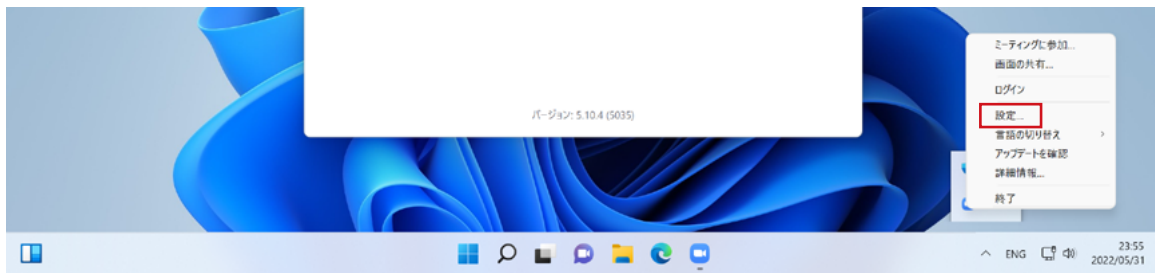 ミーティングに参加...
画面の共有...
ログイン
設定...
言語の切り替え
アップデートを確認
詳細情報...
終了
バージョン: 5.10.4 (5035)
ENG
23:55
2022/05/31